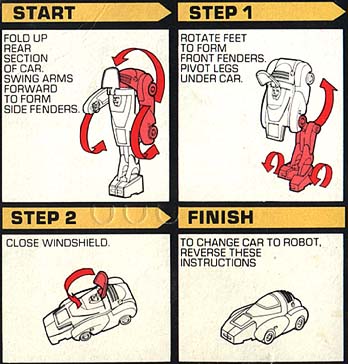 START
FOLD UP
REAR
SECTION
OF CAR.
SWING ARMS
FORWARD
TO FORM
SIDE FENDERS.
STEP 1
ROTATE FEET
TO FORM
FRONT FENDERS.
PIVOT LEGS
UNDER CAR.
STEP 2
CLOSE WINDSHIELD.
FINISH
TO CHANGE CAR TO ROBOT,
REVERSE THESE
INSTRUCTIONS